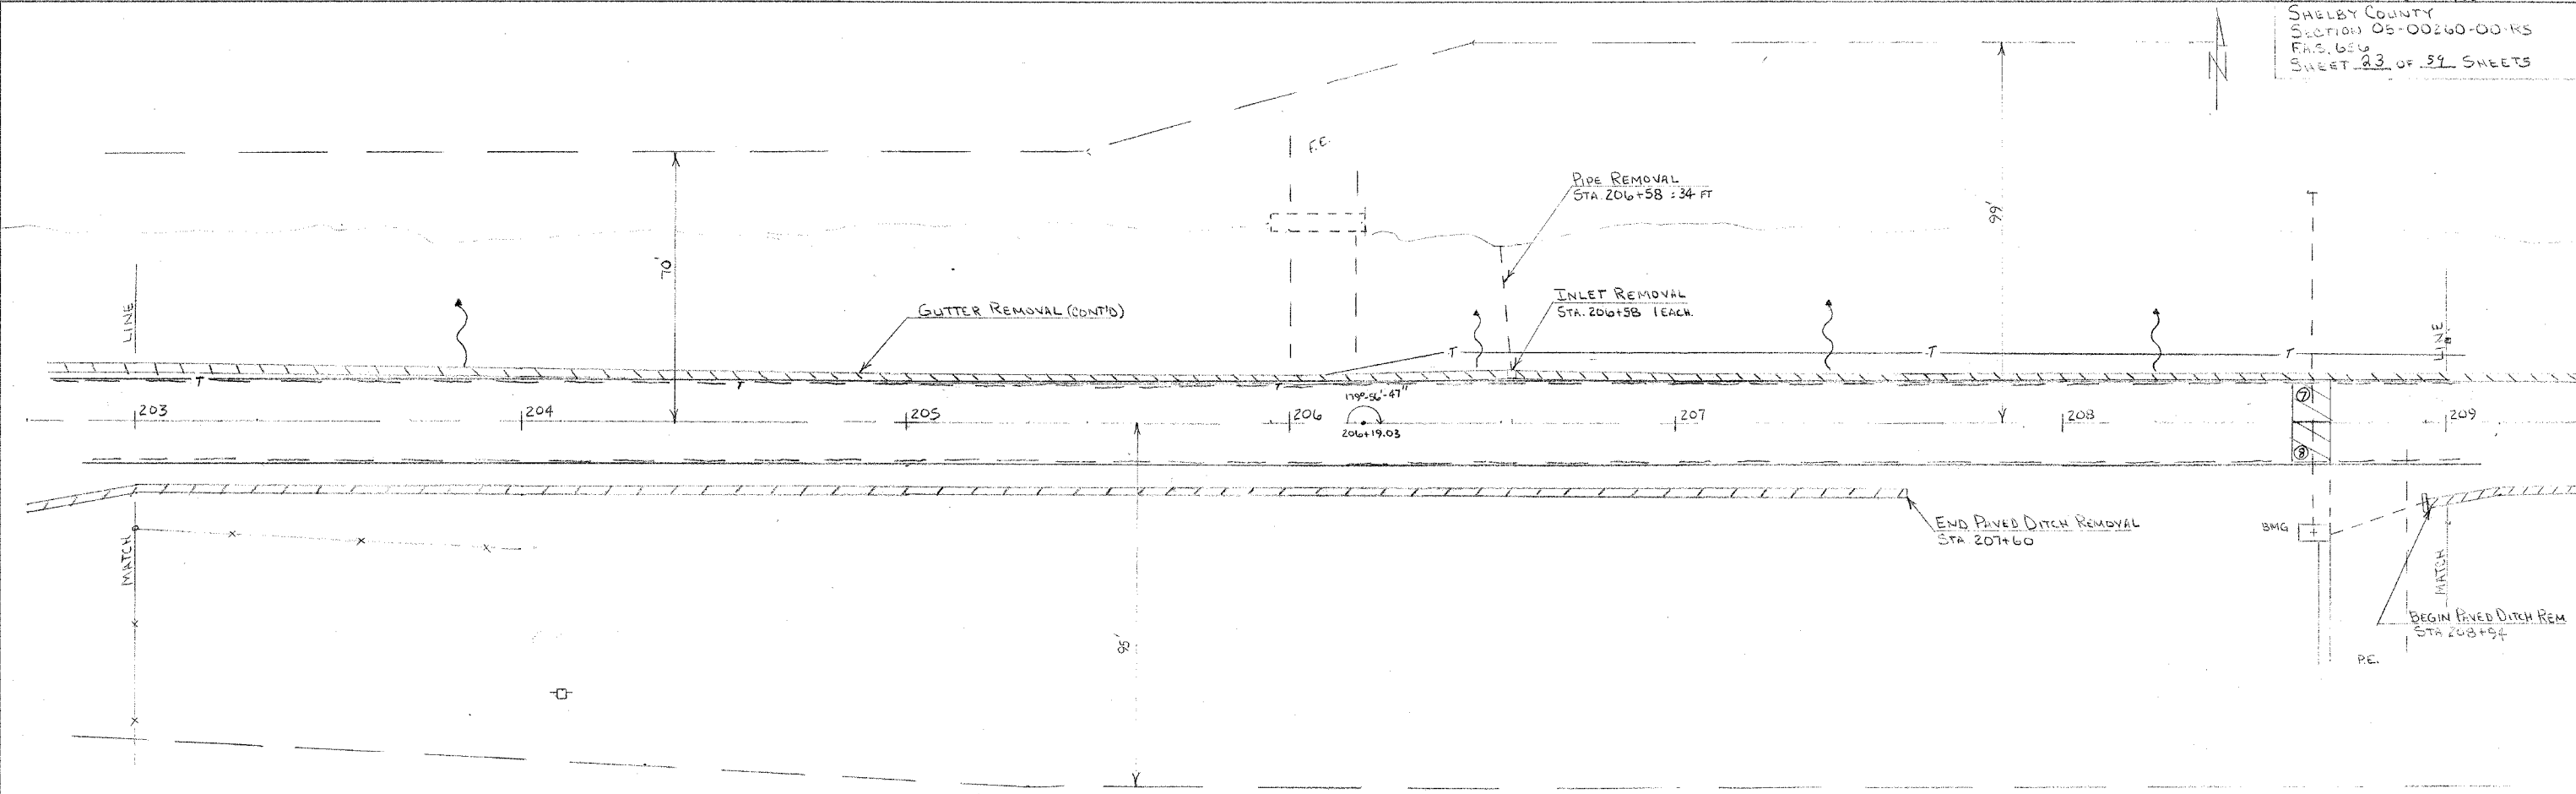 SHELBY COUNTY
SECTION 05-00260-00-RS
F.A.S. 656
SHEET 23 OF 59 SHEETS
N
F.E.
PIPE REMOVAL
STA. 206+58 : 34 FT
99'
70'
LINE
GUTTER REMOVAL (CONT'D)
INLET REMOVAL
STA. 206+58 1 EACH.
LINE
T
T
T
T
T
T
203
204
205
206
179°-56'-47"
206+19.03
207
208
209
7
8
END PAVED DITCH REMOVAL
STA 207+60
BMG
MATCH
MATCH
95'
BEGIN PAVED DITCH REM
STA 208+94
P.E.